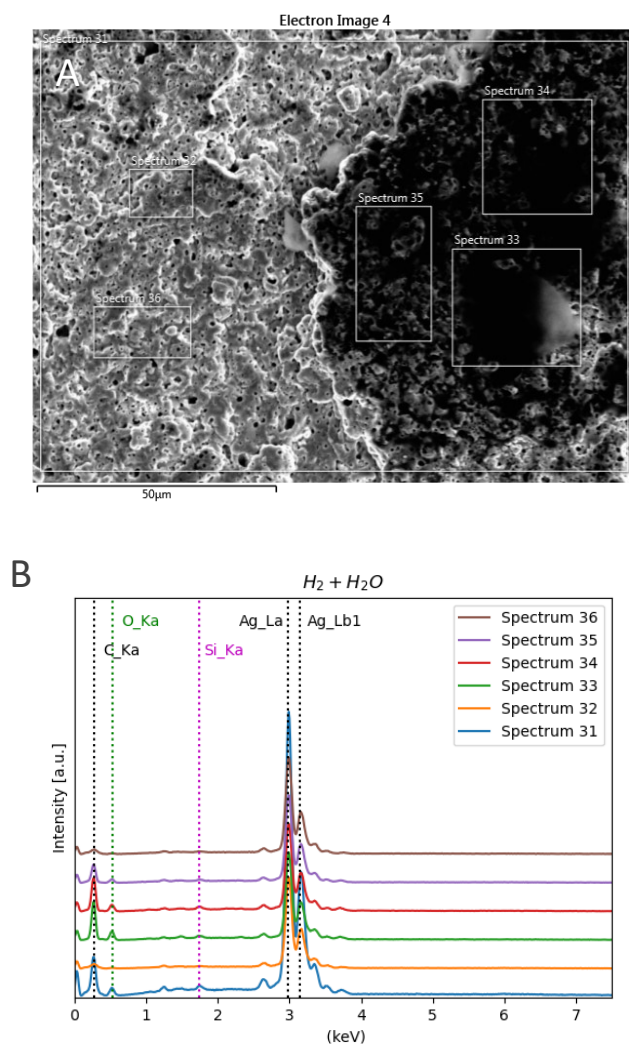 Electron Image 4
Spectrum 31
A
Spectrum 34
Spectrum 32
Spectrum 35
Spectrum 33
Spectrum 36
50µm
B
H₂ + H₂O
O_Ka
Ag_La
Ag_Lb1
C_Ka
Si_Ka
Spectrum 36
Spectrum 35
Spectrum 34
Spectrum 33
Spectrum 32
Spectrum 31
Intensity [a.u.]
0 1 2 3 4 5 6 7
(keV)